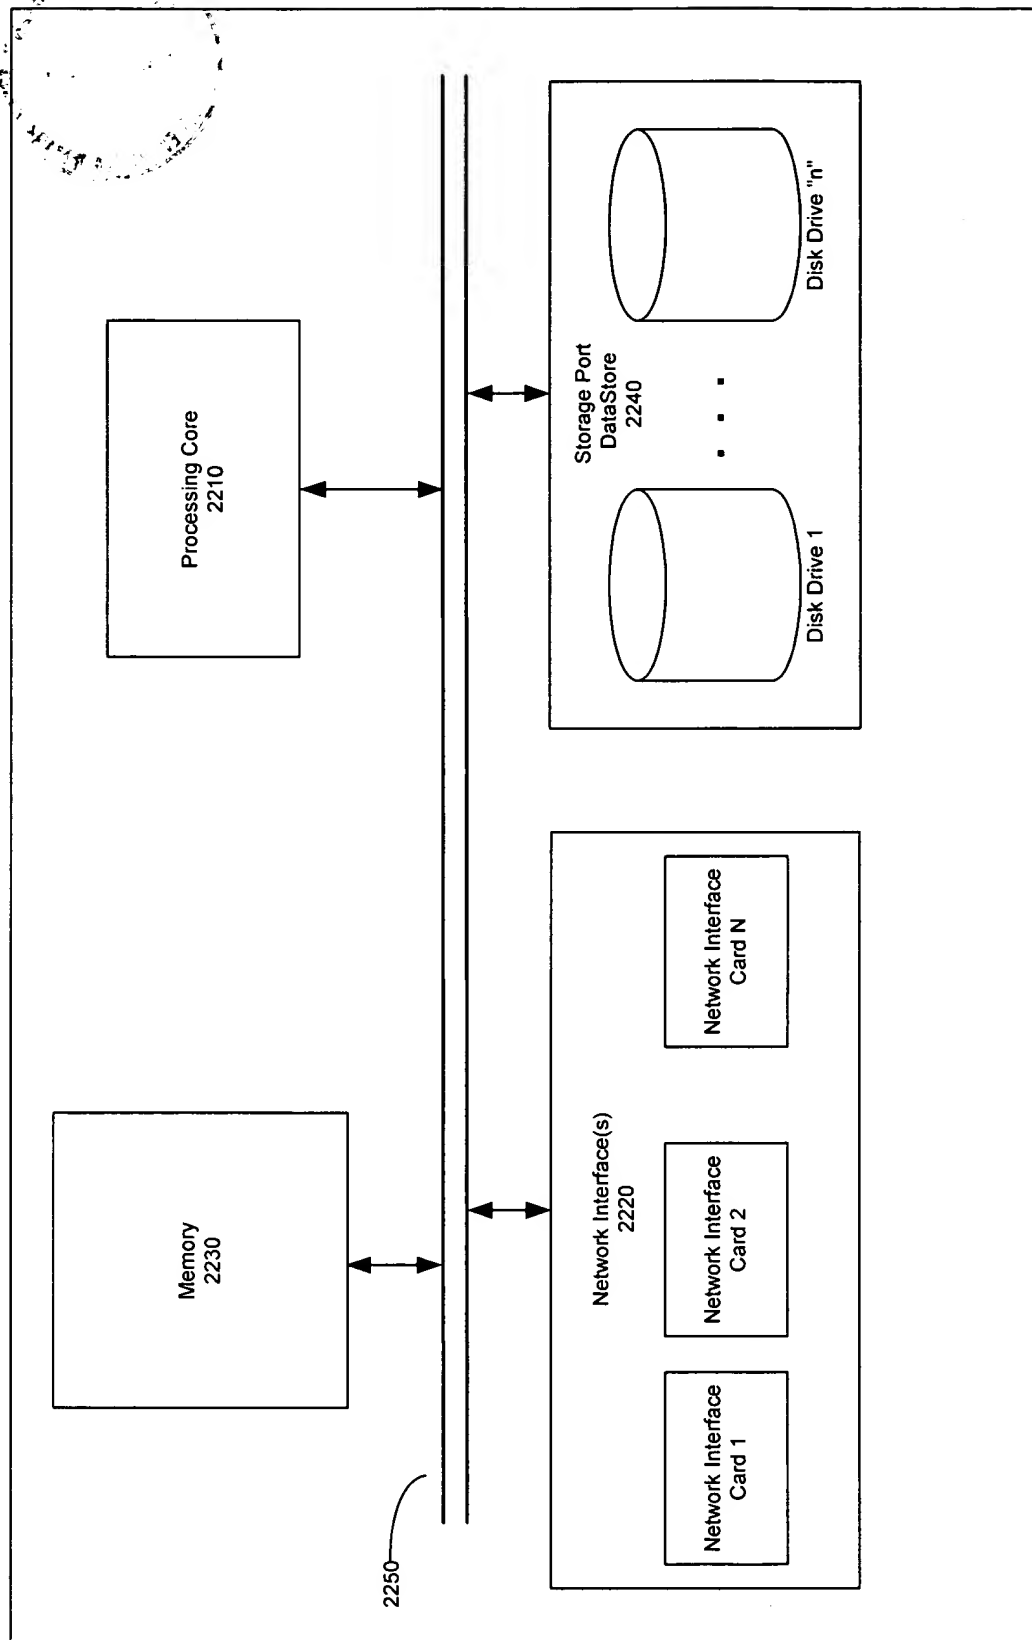 Memory
2230
Processing Core
2210
2250
Network Interface(s)
2220
Network Interface
Card 1
Network Interface
Card 2
Network Interface
Card N
Storage Port
DataStore
2240
Disk Drive 1
Disk Drive "n"